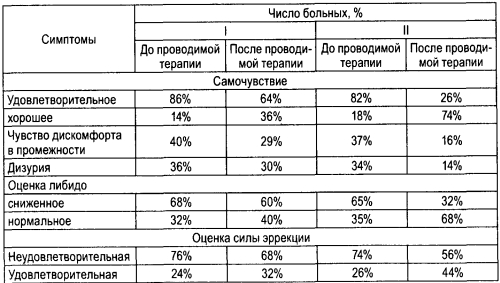 Симптомы Число больных, %
I II
До проводимой терапии После проводи-мой терапии До проводимой терапии После проводи-мой терапии
Самочувствие
Удовлетворительное 86% 64% 82% 26%
хорошее 14% 36% 18% 74%
Чувство дискомфорта
в промежности 40% 29% 37% 16%
Дизурия 36% 30% 34% 14%
Оценка либидо
сниженное 68% 60% 65% 32%
нормальное 32% 40% 35% 68%
Оценка силы эррекции
Неудовлетворительная 76% 68% 74% 56%
Удовлетворительная 24% 32% 26% 44%